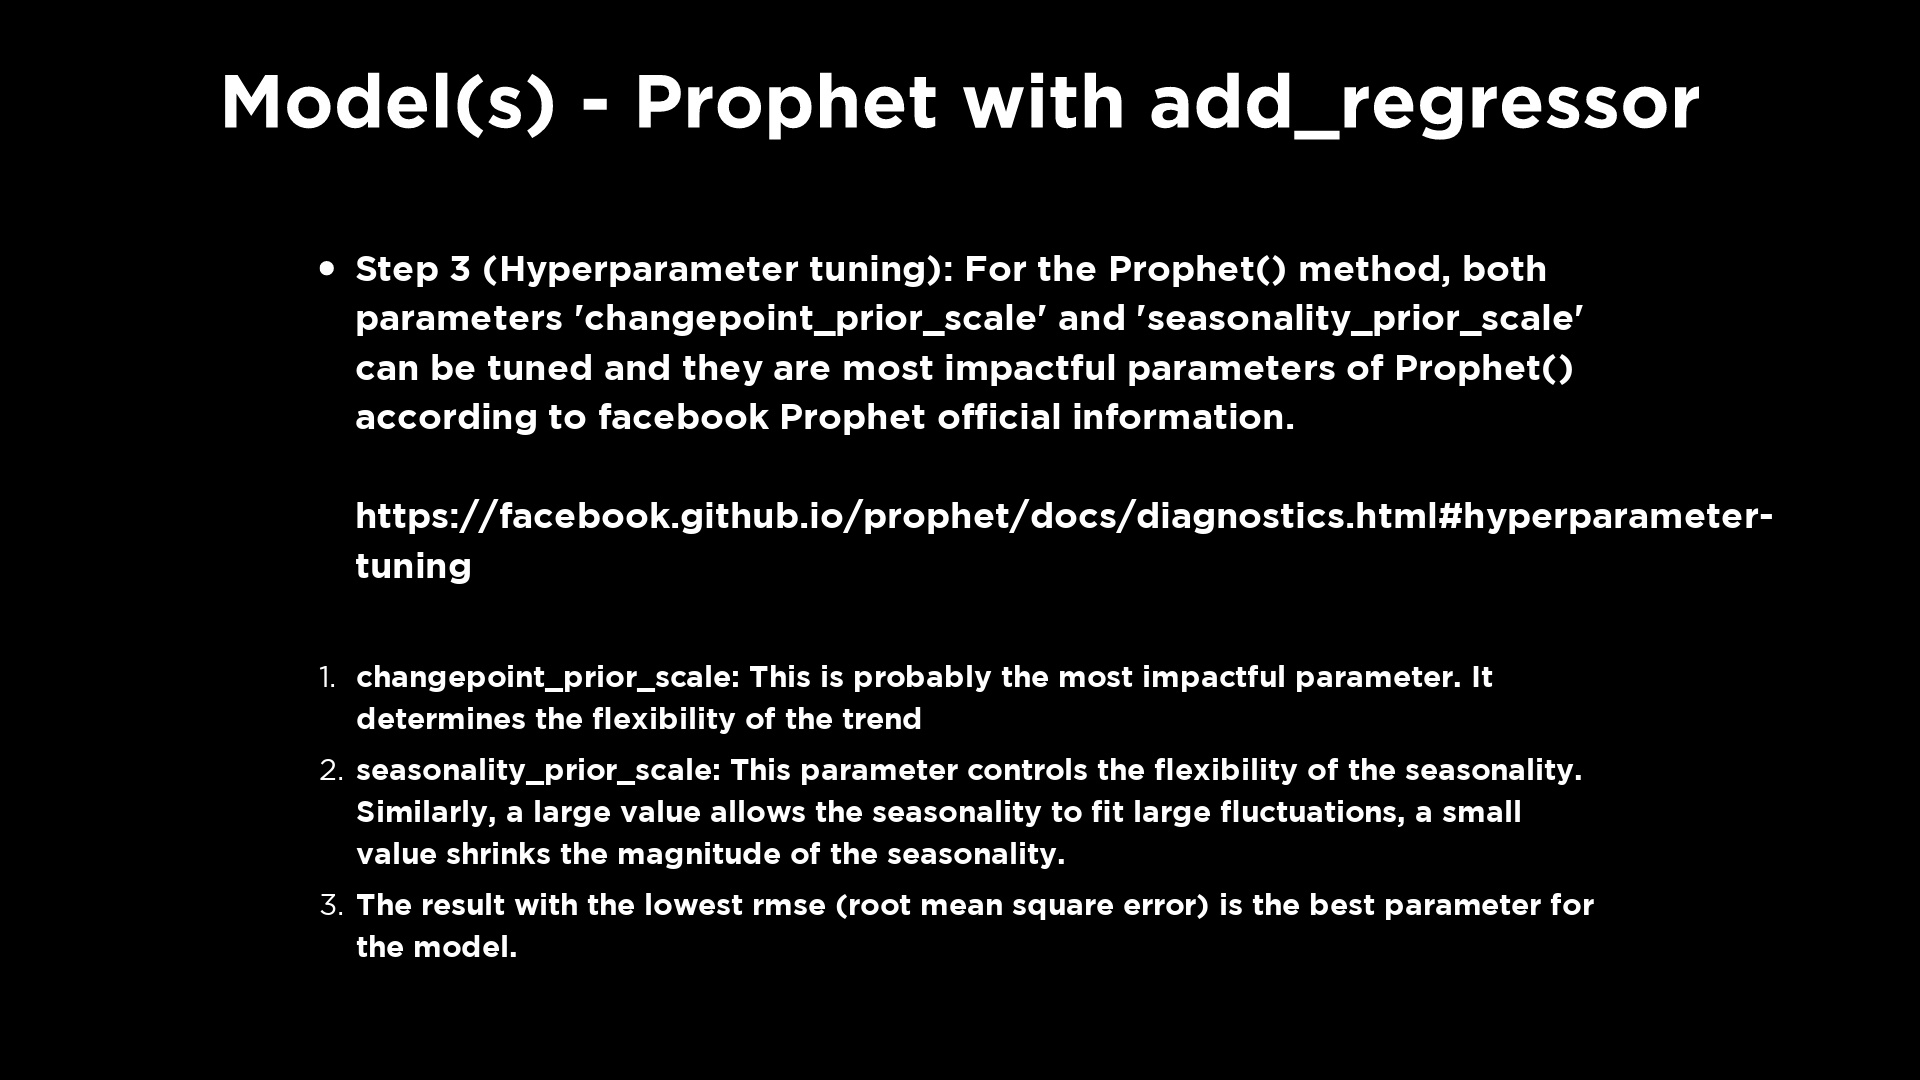 Model(s) - Prophet with add_regressor
• Step 3 (Hyperparameter tuning): For the Prophet() method, both
parameters 'changepoint_prior_scale' and 'seasonality_prior_scale'
can be tuned and they are most impactful parameters of Prophet()
according to facebook Prophet official information.
https://facebook.github.io/prophet/docs/diagnostics.html#hyperparameter-
tuning
1. changepoint_prior_scale: This is probably the most impactful parameter. It
determines the flexibility of the trend
2. seasonality_prior_scale: This parameter controls the flexibility of the seasonality.
Similarly, a large value allows the seasonality to fit large fluctuations, a small
value shrinks the magnitude of the seasonality.
3. The result with the lowest rmse (root mean square error) is the best parameter for
the model.